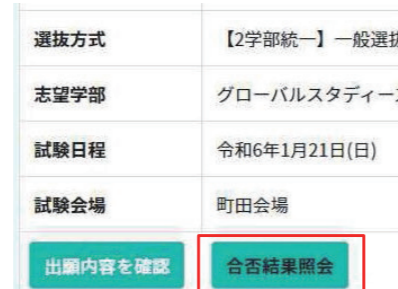 選抜方式 【2学部統一】一般選抜
志望学部 グローバルスタディー
試験日程 令和6年1月21日(日)
試験会場 町田会場
出願内容を確認 合否結果照会